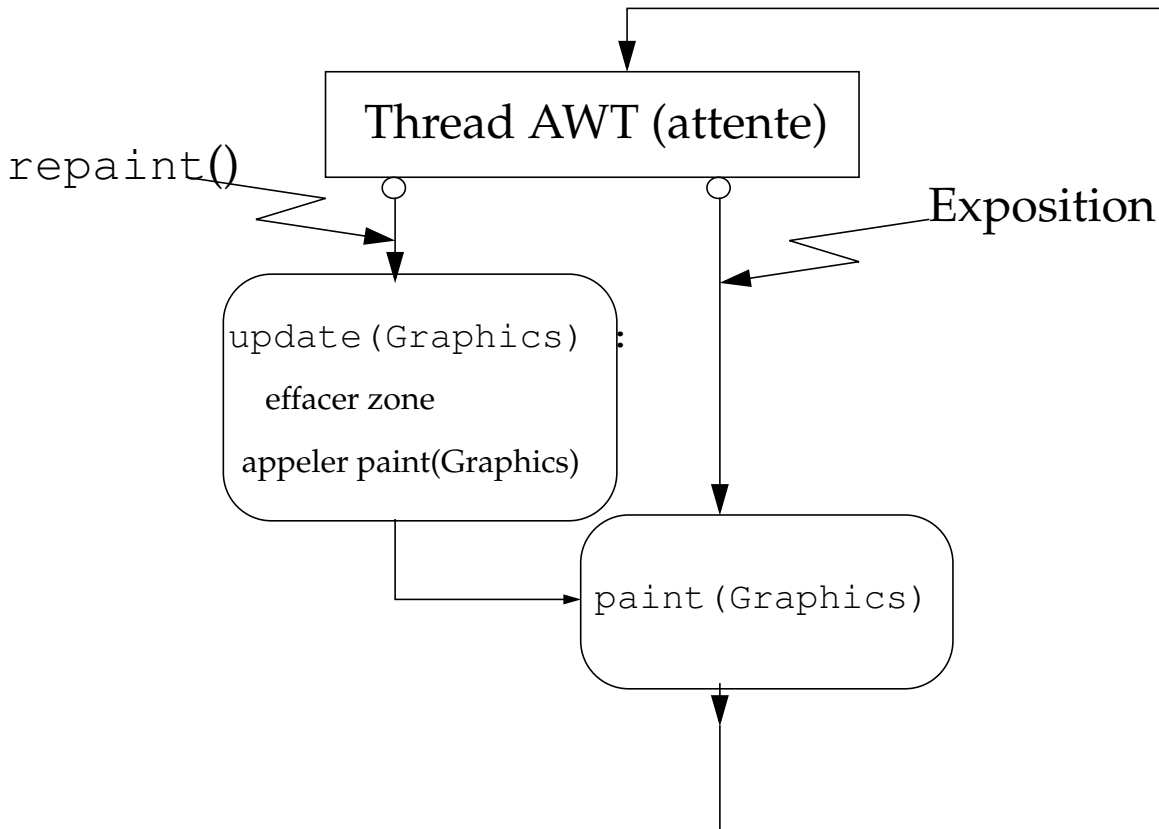 Thread AWT (attente)
repaint()
Exposition
update(Graphics) :
effacer zone
appeler paint(Graphics)
paint(Graphics)